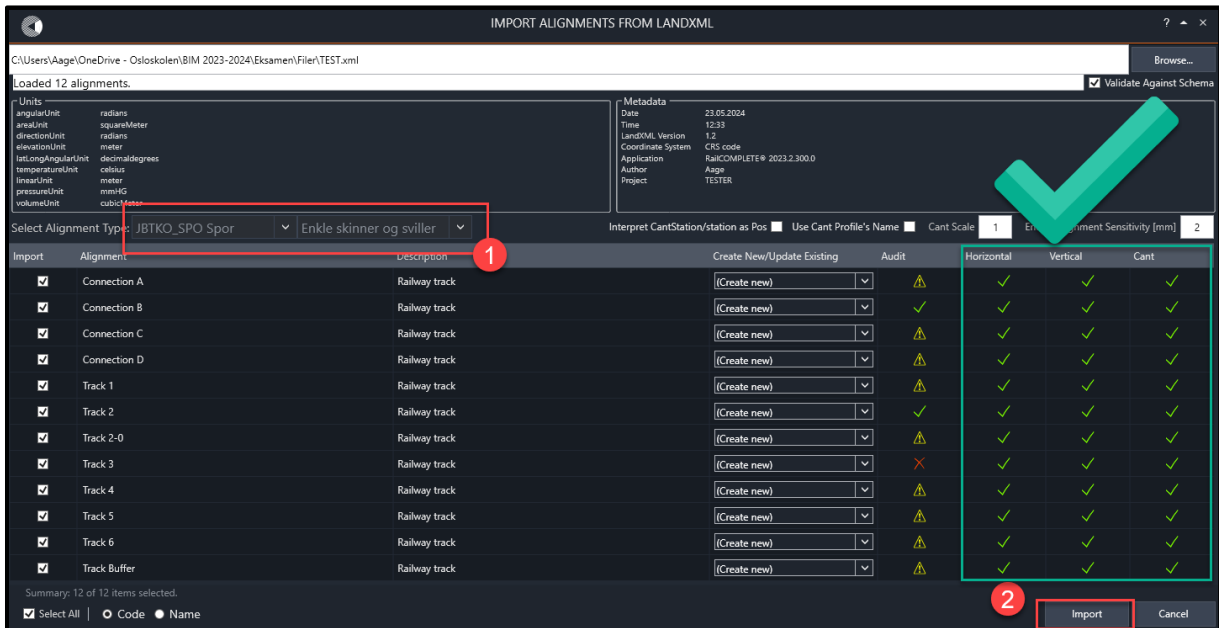 IMPORT ALIGNMENTS FROM LANDXML ?
C:\Users\Aage\OneDrive - Osloskolen\BIM 2023-2024\Eksamen\Filer\TEST.xml Browse...
Loaded 12 alignments. Validate Against Schema
Units
angularUnit radians
areaUnit squareMeter
directionUnit radians
elevationUnit meter
latLongAngularUnit decimaldegrees
temperatureUnit celsius
linearUnit meter
pressureUnit mmHG
volumeUnit cubicMeter
Metadata
Date 23.05.2024
Time 12:33
LandXML Version 1.2
Coordinate System CRS code
Application RailCOMPLETE® 2023.2.300.0
Author Aage
Project TESTER
Select Alignment Type: JBTKO_SPO Spor Enkle skinner og sviller 1 Interpret CantStation/station as Pos Use Cant Profile's Name Cant Scale 1 Sensitivity [mm] 2
Import Alignment Description Create New/Update Existing Audit Horizontal Vertical Cant
Connection A Railway track (Create new)
Connection B Railway track (Create new)
Connection C Railway track (Create new)
Connection D Railway track (Create new)
Track 1 Railway track (Create new)
Track 2 Railway track (Create new)
Track 2-0 Railway track (Create new)
Track 3 Railway track (Create new)
Track 4 Railway track (Create new)
Track 5 Railway track (Create new)
Track 6 Railway track (Create new)
Track Buffer Railway track (Create new)
Summary: 12 of 12 items selected.
Select All Code Name 2 Import Cancel